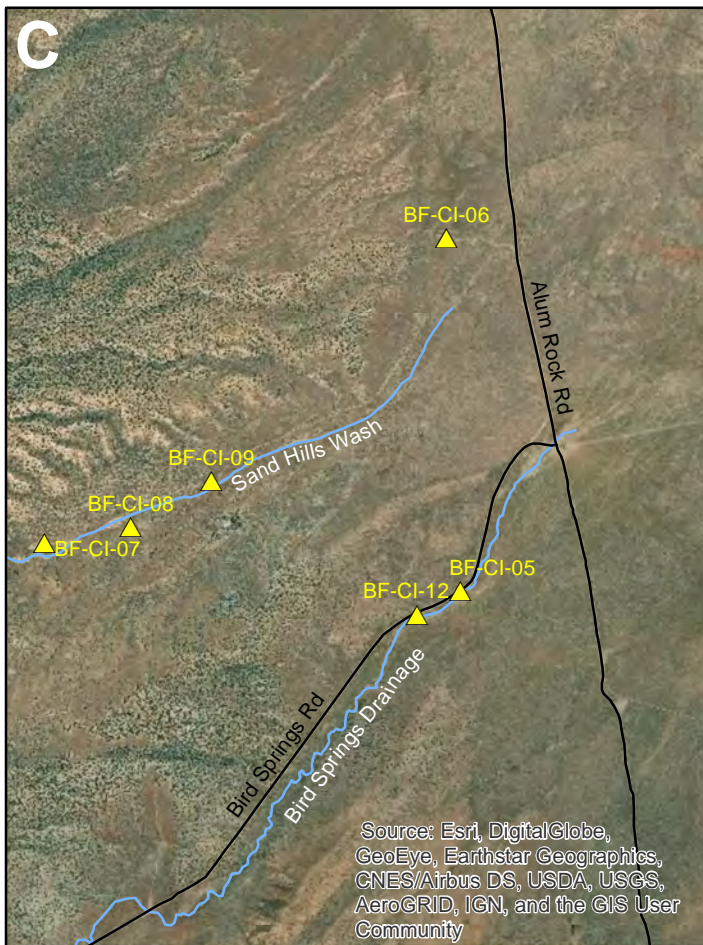 C
BF-CI-06
Alum Rock Rd
BF-CI-09
Sand Hills Wash
BF-CI-08
BF-CI-07
BF-CI-05
BF-CI-12
Bird Springs Rd
Bird Springs Drainage
Source: Esri, DigitalGlobe,
GeoEye, Earthstar Geographics,
CNES/Airbus DS, USDA, USGS,
AeroGRID, IGN, and the GIS User
Community